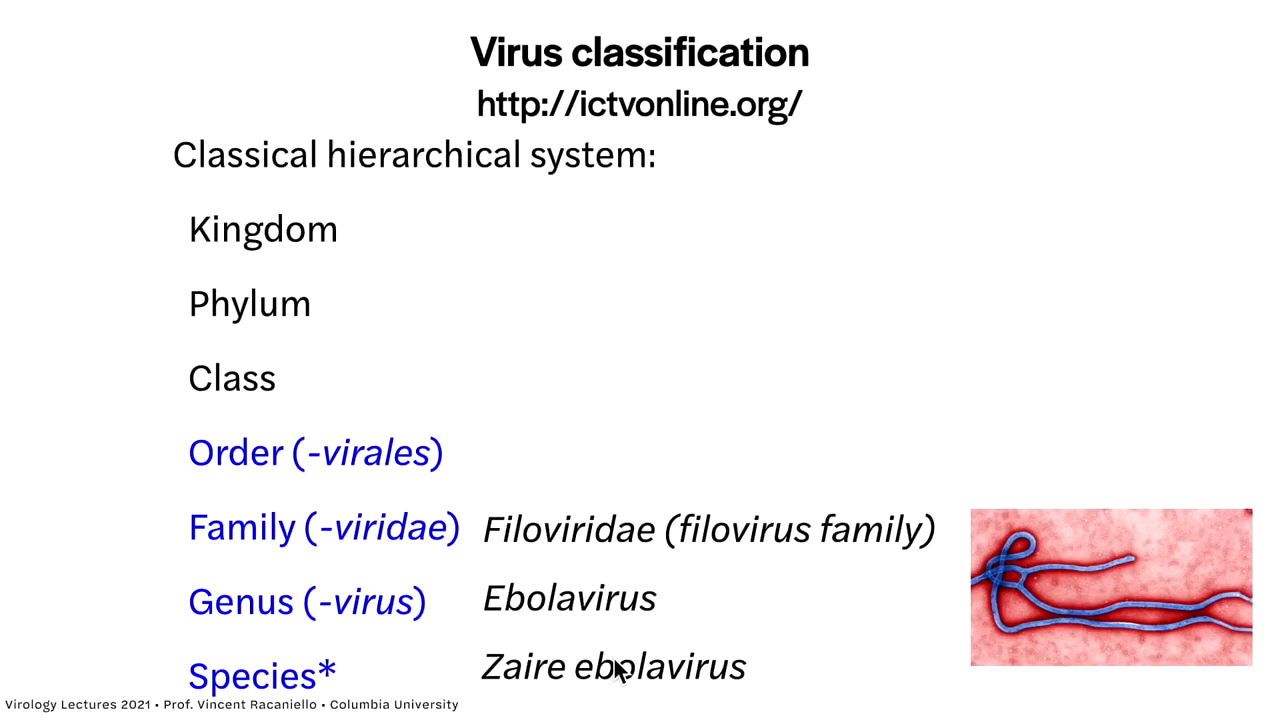 Virus classification
http://ictvonline.org/
Classical hierarchical system:
Kingdom
Phylum
Class
Order (-virales)
Family (-viridae) Filoviridae (filovirus family)
Genus (-virus) Ebolavirus
Species* Zaire ebolavirus
Virology Lectures 2021 • Prof. Vincent Racaniello • Columbia University